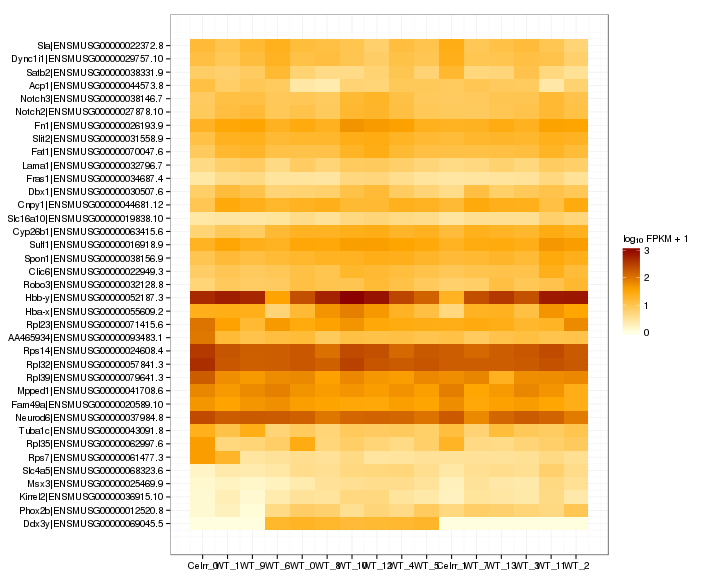 Sla|ENSMUSG00000022372.8
Dync1i1|ENSMUSG00000029757.10
Satb2|ENSMUSG00000038331.9
Acp1|ENSMUSG00000044573.8
Notch3|ENSMUSG00000038146.7
Notch2|ENSMUSG00000027878.10
Fn1|ENSMUSG00000026193.9
Slit2|ENSMUSG00000031558.9
Fat1|ENSMUSG00000070047.6
Lama1|ENSMUSG00000032796.7
Fras1|ENSMUSG00000034687.4
Dbx1|ENSMUSG00000030507.6
Cnpy1|ENSMUSG00000044681.12
Slc16a10|ENSMUSG00000019838.10
Cyp26b1|ENSMUSG00000063415.6
Sulf1|ENSMUSG00000016918.9
Spon1|ENSMUSG00000038156.9
Clic6|ENSMUSG00000022949.3
Robo3|ENSMUSG00000032128.8
Hbb-y|ENSMUSG00000052187.3
Hba-x|ENSMUSG00000055609.2
Rpl23|ENSMUSG00000071415.6
AA465934|ENSMUSG00000093483.1
Rps14|ENSMUSG00000024608.4
Rpl32|ENSMUSG00000057841.3
Rpl39|ENSMUSG00000079641.3
Mpped1|ENSMUSG00000041708.6
Fam49a|ENSMUSG00000020589.10
Neurod6|ENSMUSG00000037984.8
Tuba1c|ENSMUSG00000043091.8
Rpl35|ENSMUSG00000062997.6
Rps7|ENSMUSG00000061477.3
Slc4a5|ENSMUSG00000068323.6
Msx3|ENSMUSG00000025469.9
Kirrel2|ENSMUSG00000036915.10
Phox2b|ENSMUSG00000012520.8
Ddx3y|ENSMUSG00000069045.5
Celrr_0 WT_1 WT_9 WT_6 WT_0 WT_8 WT_10 WT_12 WT_4 WT_5 Celrr_1 WT_7 WT_13 WT_3 WT_11 WT_2
log₁₀ FPKM + 1
3
2
1
0